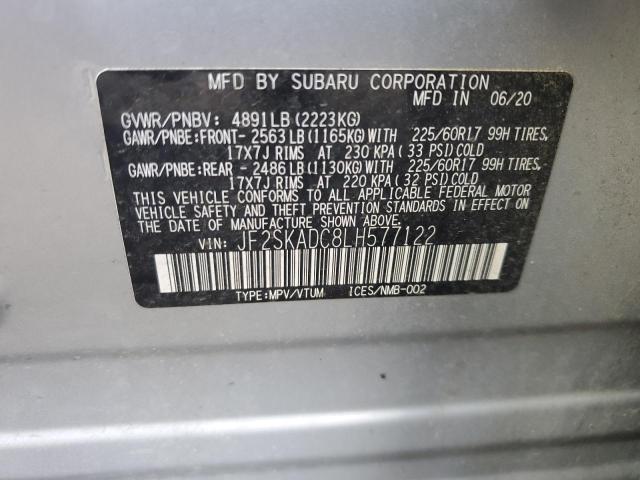 MFD BY SUBARU CORPORATION
MFD IN 06/20
GVWR/PNBV: 4891LB (2223KG)
GAWR/PNBE:FRONT- 2563LB(1165KG)WITH 225/60R17 99H TIRES,
17X7J RIMS AT 230 KPA( 33 PSI)COLD
GAWR/PNBE:REAR - 2486LB(1130KG)WITH 225/60R17 99H TIRES,
17X7J RIMS AT 220 KPA( 32 PSI)COLD
THIS VEHICLE CONFORMS TO ALL APPLICABLE FEDERAL MOTOR
VEHICLE SAFETY AND THEFT PREVENTION STANDARDS IN EFFECT ON
THE DATE OF MANUFACTURE SHOWN ABOVE.
VIN: JF2SKADC8LH577122
TYPE:MPV/VTUM ICES/NMB-002